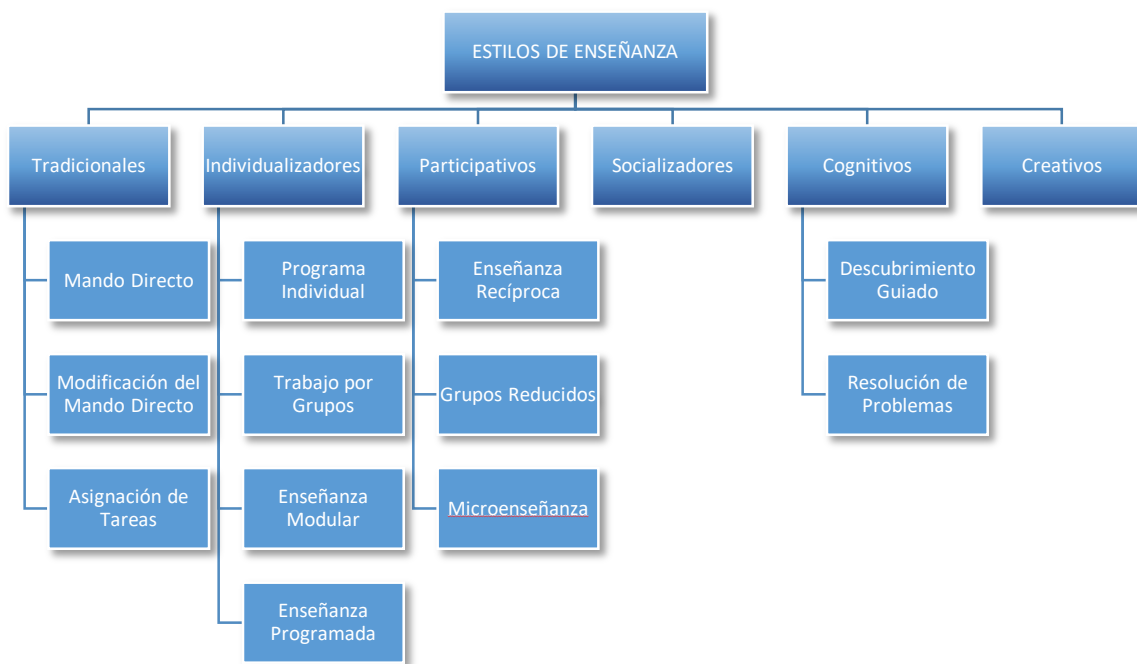 ESTILOS DE ENSEÑANZA
Tradicionales
Individualizadores
Participativos
Socializadores
Cognitivos
Creativos
Mando Directo
Modificación del
Mando Directo
Asignación de
Tareas
Programa
Individual
Trabajo por
Grupos
Enseñanza
Modular
Enseñanza
Programada
Enseñanza
Recíproca
Grupos Reducidos
Microenseñanza
Descubrimiento
Guiado
Resolución de
Problemas